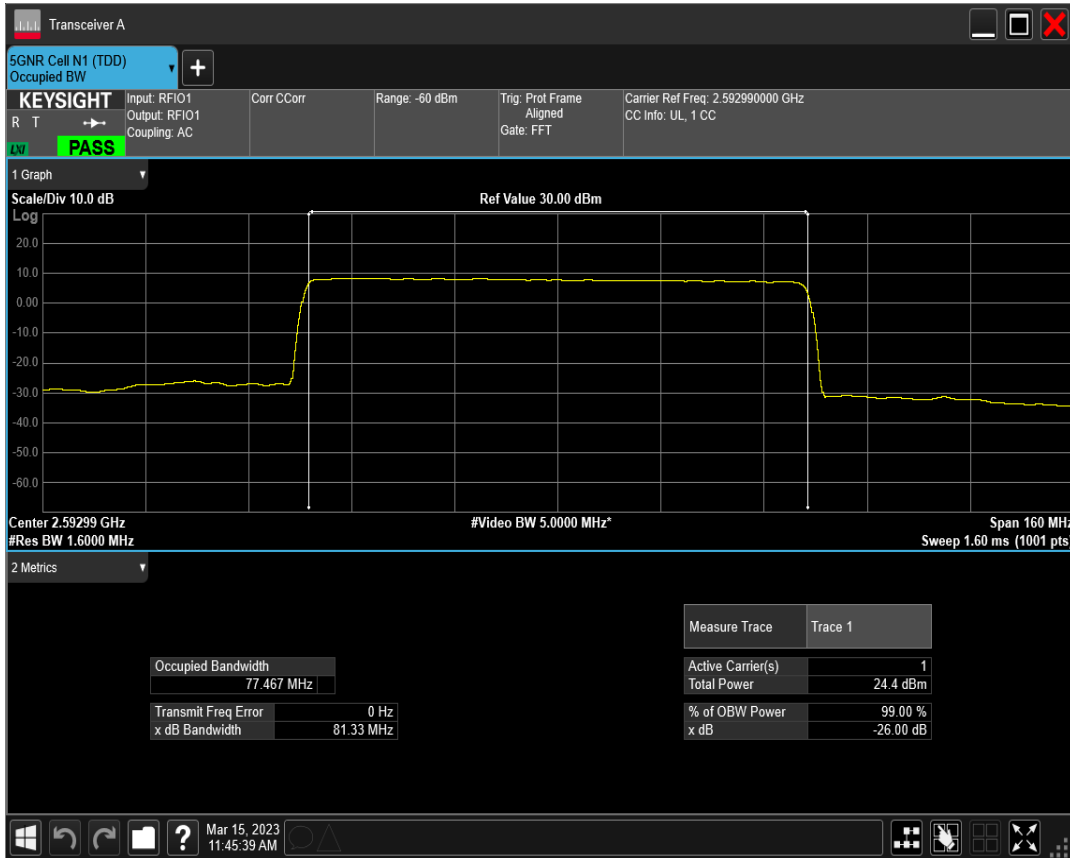 Transceiver A
5GNR Cell N1 (TDD)
Occupied BW
+
KEYSIGHT
R T
LXI
PASS
Input: RFIO1
Output: RFIO1
Coupling: AC
Corr CCorr
Range: -60 dBm
Trig: Prot Frame
Aligned
Gate: FFT
Carrier Ref Freq: 2.592990000 GHz
CC Info: UL, 1 CC
1 Graph
Scale/Div 10.0 dB
Ref Value 30.00 dBm
Log
20.0
10.0
0.00
-10.0
-20.0
-30.0
-40.0
-50.0
-60.0
Center 2.59299 GHz
#Video BW 5.0000 MHz*
Span 160 MHz
#Res BW 1.6000 MHz
Sweep 1.60 ms (1001 pts)
2 Metrics
Measure Trace Trace 1
Occupied Bandwidth
77.467 MHz
Active Carrier(s) 1
Total Power 24.4 dBm
Transmit Freq Error 0 Hz
x dB Bandwidth 81.33 MHz
% of OBW Power 99.00 %
x dB -26.00 dB
?
Mar 15, 2023
11:45:39 AM